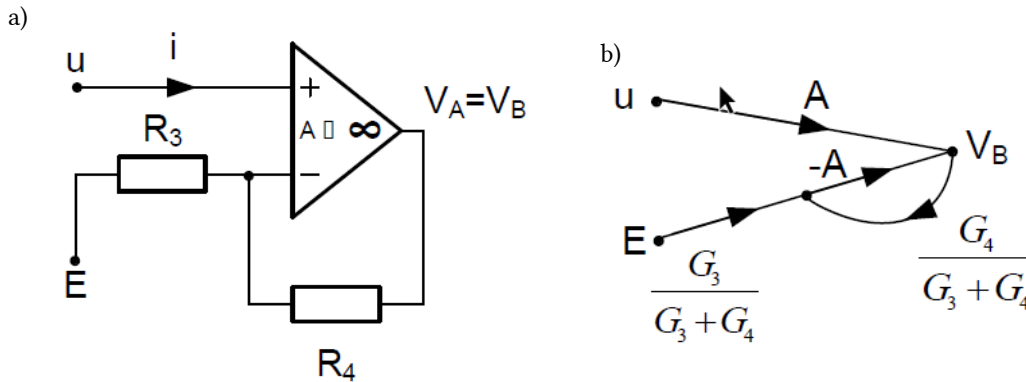 a)
u
i
+
A ▯ ∞
−
V_A=V_B
R_3
E
R_4
b)
u
A
V_B
-A
E
G_3
G_3 + G_4
G_4
G_3 + G_4